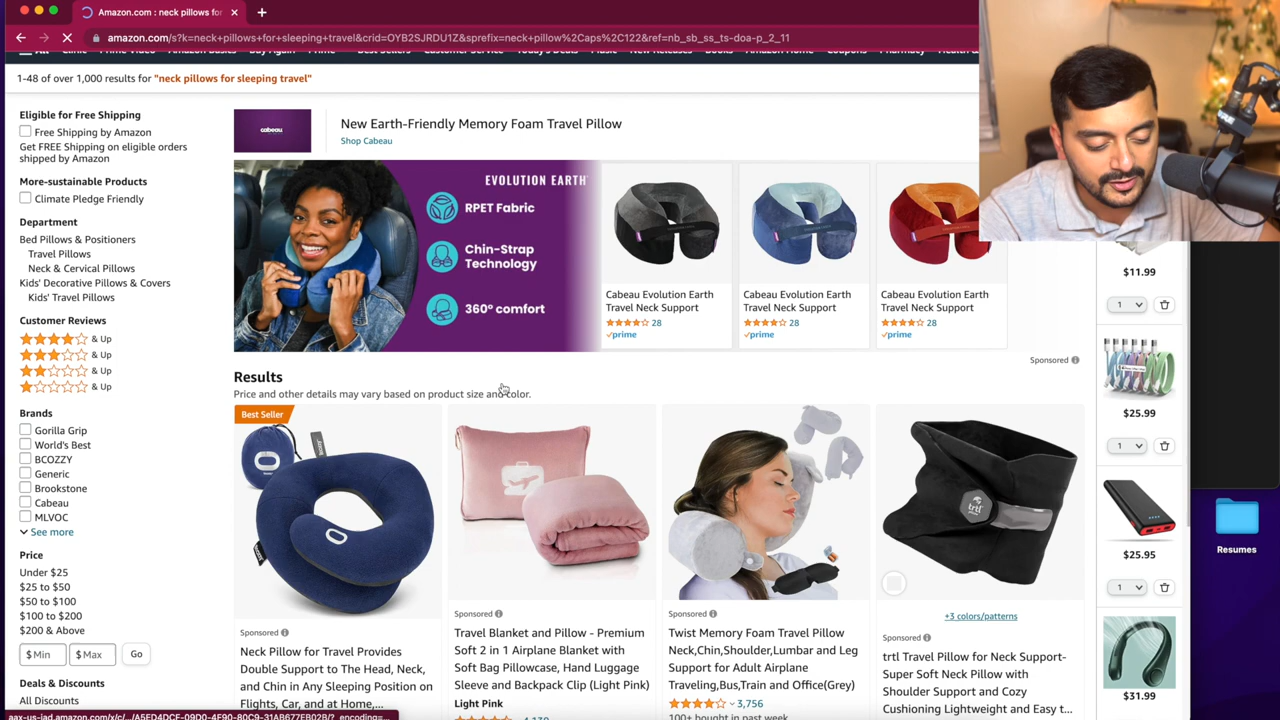 Amazon.com : neck pillows for
amazon.com/s?k=neck+pillows+for+sleeping+travel&crid=OYB2SJRDU1Z&sprefix=neck+pillow%2Caps%2C122&ref=nb_sb_ss_ts-doa-p_2_11
1-48 of over 1,000 results for "neck pillows for sleeping travel"
Eligible for Free Shipping
Free Shipping by Amazon
Get FREE Shipping on eligible orders
shipped by Amazon
More-sustainable Products
Climate Pledge Friendly
Department
Bed Pillows & Positioners
Travel Pillows
Neck & Cervical Pillows
Kids' Decorative Pillows & Covers
Kids' Travel Pillows
Customer Reviews
& Up
& Up
& Up
& Up
Brands
Gorilla Grip
World's Best
BCOZZY
Generic
Brookstone
Cabeau
MLVOC
See more
Price
Under $25
$25 to $50
$50 to $100
$100 to $200
$200 & Above
$ Min $ Max Go
Deals & Discounts
All Discounts
cabeau
New Earth-Friendly Memory Foam Travel Pillow
Shop Cabeau
EVOLUTION EARTH
RPET Fabric
Chin-Strap
Technology
360º comfort
Cabeau Evolution Earth
Travel Neck Support
28
prime
Cabeau Evolution Earth
Travel Neck Support
28
prime
Cabeau Evolution Earth
Travel Neck Support
28
prime
Sponsored
Results
Price and other details may vary based on product size and color.
Best Seller
Sponsored
Neck Pillow for Travel Provides
Double Support to The Head, Neck,
and Chin in Any Sleeping Position on
Flights, Car, and at Home,...
Sponsored
Travel Blanket and Pillow - Premium
Soft 2 in 1 Airplane Blanket with
Soft Bag Pillowcase, Hand Luggage
Sleeve and Backpack Clip (Light Pink)
Light Pink
4,139
Sponsored
Twist Memory Foam Travel Pillow
Neck,Chin,Shoulder,Lumbar and Leg
Support for Adult Airplane
Traveling,Bus,Train and Office(Grey)
3,756
100+ bought in past week
trtl
+3 colors/patterns
Sponsored
trtl Travel Pillow for Neck Support-
Super Soft Neck Pillow with
Shoulder Support and Cozy
Cushioning Lightweight and Easy t...
$11.99
1
$25.99
1
$25.95
1
$31.99
Resumes